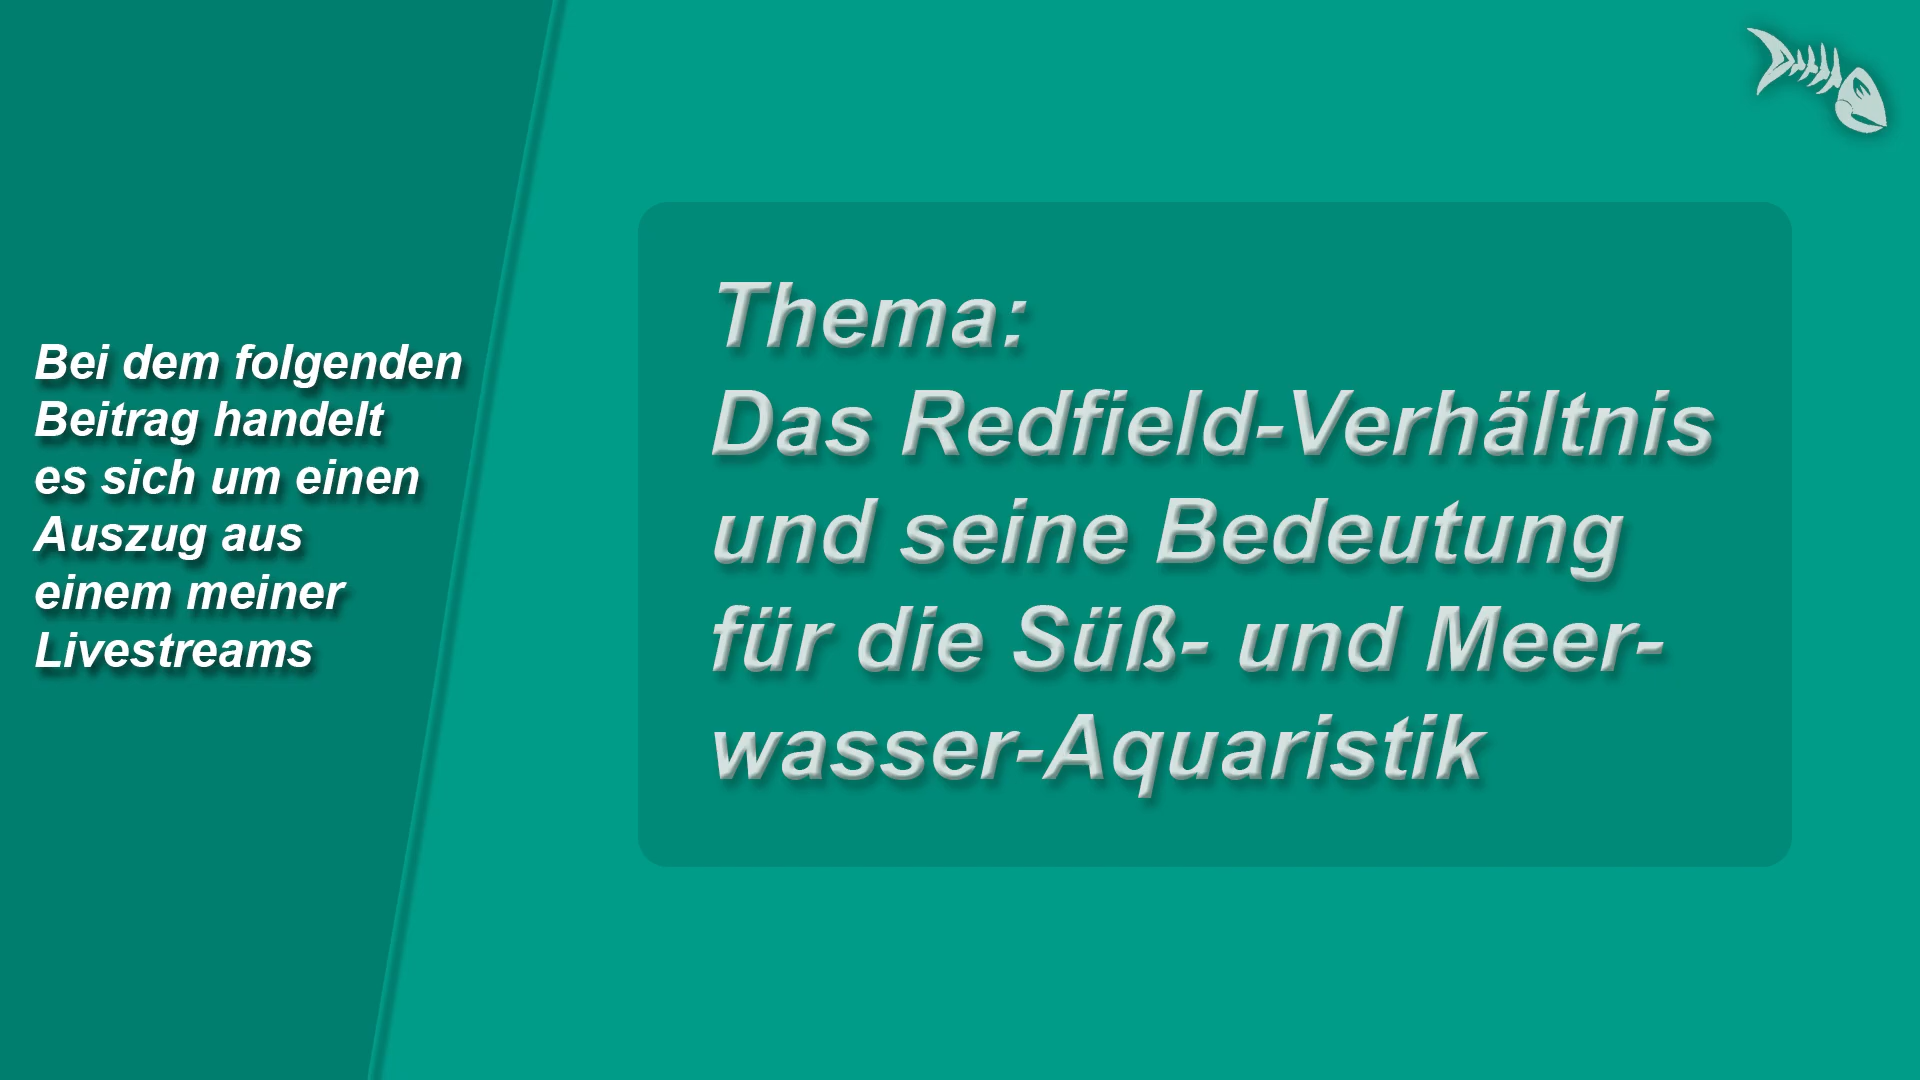 Bei dem folgenden
Beitrag handelt
es sich um einen
Auszug aus
einem meiner
Livestreams
Thema:
Das Redfield-Verhältnis
und seine Bedeutung
für die Süß- und Meer-
wasser-Aquaristik